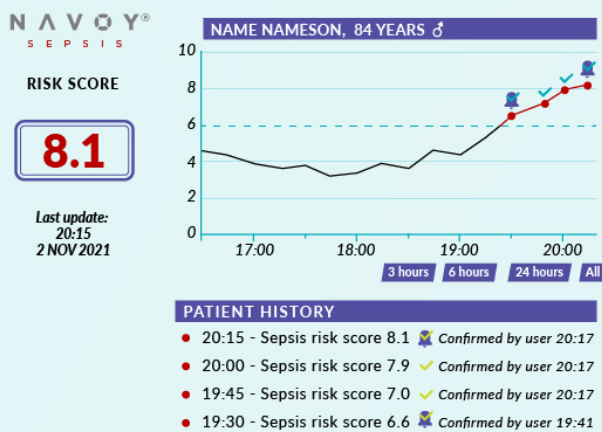 NAVOY®
SEPSIS
RISK SCORE
8.1
Last update:
20:15
2 NOV 2021
NAME NAMESON, 84 YEARS ♂
10
8
6
4
2
0
17:00 18:00 19:00 20:00
3 hours 6 hours 24 hours All
PATIENT HISTORY
20:15 - Sepsis risk score 8.1 Confirmed by user 20:17
20:00 - Sepsis risk score 7.9 Confirmed by user 20:17
19:45 - Sepsis risk score 7.0 Confirmed by user 20:17
19:30 - Sepsis risk score 6.6 Confirmed by user 19:41